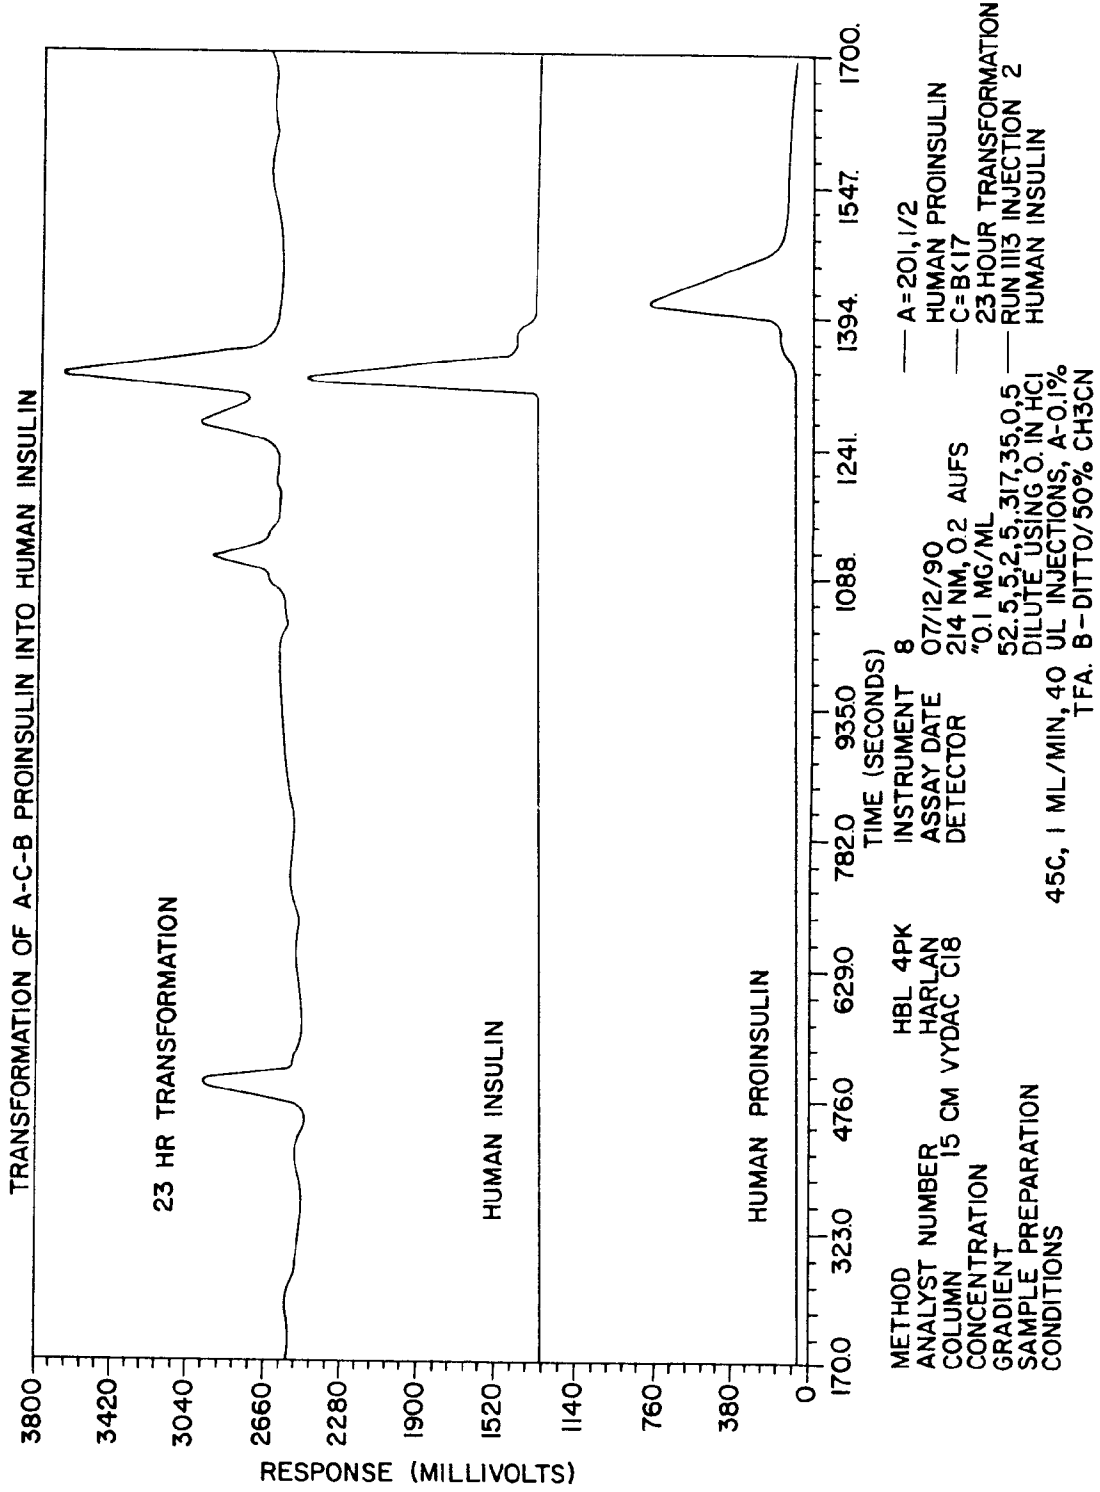 TRANSFORMATION OF A-C-B PROINSULIN INTO HUMAN INSULIN
3800
3420
3040
2660
2280
1900
1520
1140
760
380
0
RESPONSE (MILLIVOLTS)
23 HR TRANSFORMATION
HUMAN INSULIN
HUMAN PROINSULIN
170.0
323.0
476.0
629.0
782.0
935.0
1088.
1241.
1394.
1547.
1700.
TIME (SECONDS)
METHOD HBL 4PK INSTRUMENT 8
ANALYST NUMBER HARLAN ASSAY DATE 07/12/90
COLUMN 15 CM VYDAC C18 DETECTOR 214 NM, 0.2 AUFS
CONCENTRATION "0.1 MG/ML
GRADIENT 52.5,5,2,5,.317,35,0,5
SAMPLE PREPARATION DILUTE USING 0.1N HCl
CONDITIONS 45C, 1 ML/MIN, 40 UL INJECTIONS, A-0.1%
TFA. B-DITTO/50% CH3CN
— A=201,1/2
HUMAN PROINSULIN
— C=B<17
23 HOUR TRANSFORMATION
— RUN 1113 INJECTION 2
HUMAN INSULIN